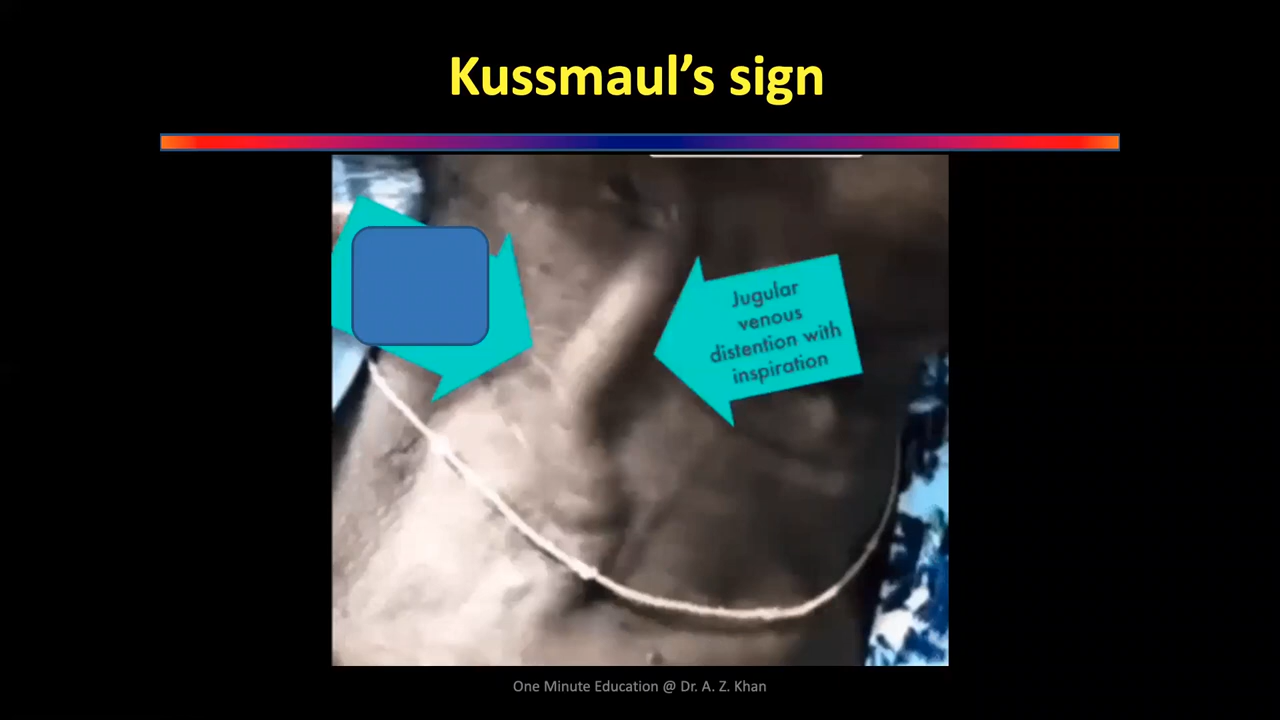 Kussmaul’s sign
Jugular
venous
distention with
inspiration
One Minute Education @ Dr. A. Z. Khan